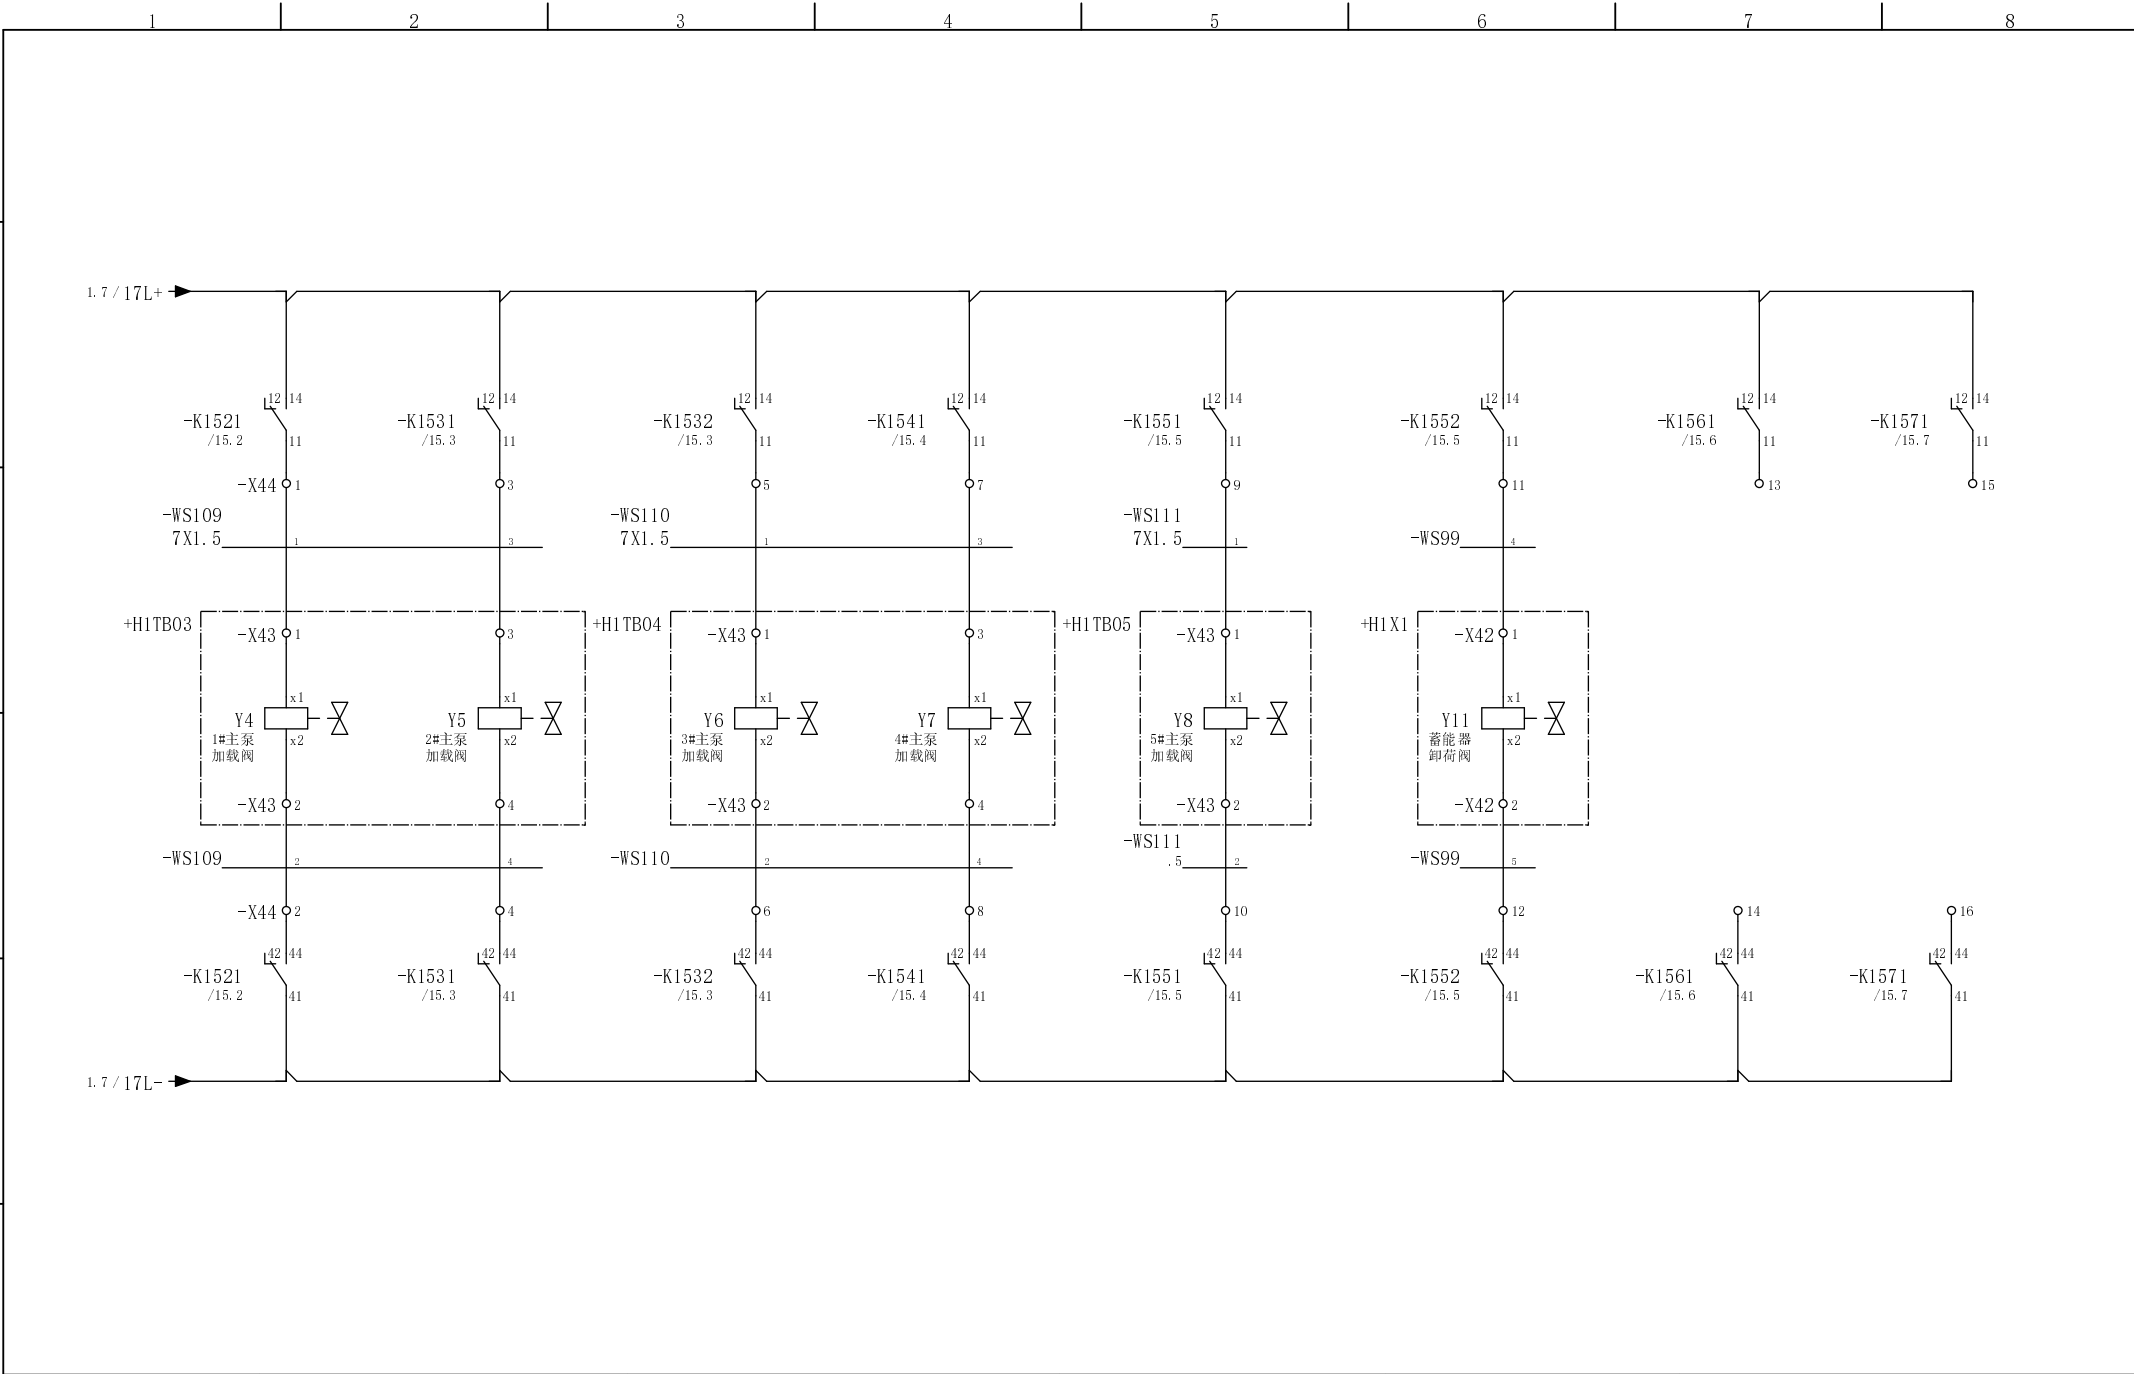 1 2 3 4 5 6 7 8
1.7/17L+
12 14 12 14 12 14 12 14 12 14 12 14 12 14 12 14
-K1521 -K1531 -K1532 -K1541 -K1551 -K1552 -K1561 -K1571
/15.2 /15.3 /15.3 /15.4 /15.5 /15.5 /15.6 /15.7
11 11 11 11 11 11 11 11
-X44 1 3 5 7 9 11 13 15
-WS109 -WS110 -WS111
7X1.5 1 3 7X1.5 1 3 7X1.5 1 -WS99 4
+H1TB03 +H1TB04 +H1TB05 +H1X1
-X43 1 3 -X43 1 3 -X43 1 -X42 1
x1 x1 x1 x1 x1 x1
Y4 Y5 Y6 Y7 Y8 Y11
x2 x2 x2 x2 x2 x2
1#主泵 2#主泵 3#主泵 4#主泵 5#主泵 蓄能器
加载阀 加载阀 加载阀 加载阀 加载阀 卸荷阀
-X43 2 4 -X43 2 4 -X43 2 -X42 2
-WS111
-WS109 2 4 -WS110 2 4 .5 2 -WS99 5
-X44 2 4 6 8 10 12 14 16
42 44 42 44 42 44 42 44 42 44 42 44 42 44 42 44
-K1521 -K1531 -K1532 -K1541 -K1551 -K1552 -K1561 -K1571
/15.2 /15.3 /15.3 /15.4 /15.5 /15.5 /15.6 /15.7
41 41 41 41 41 41 41 41
1.7/17L-